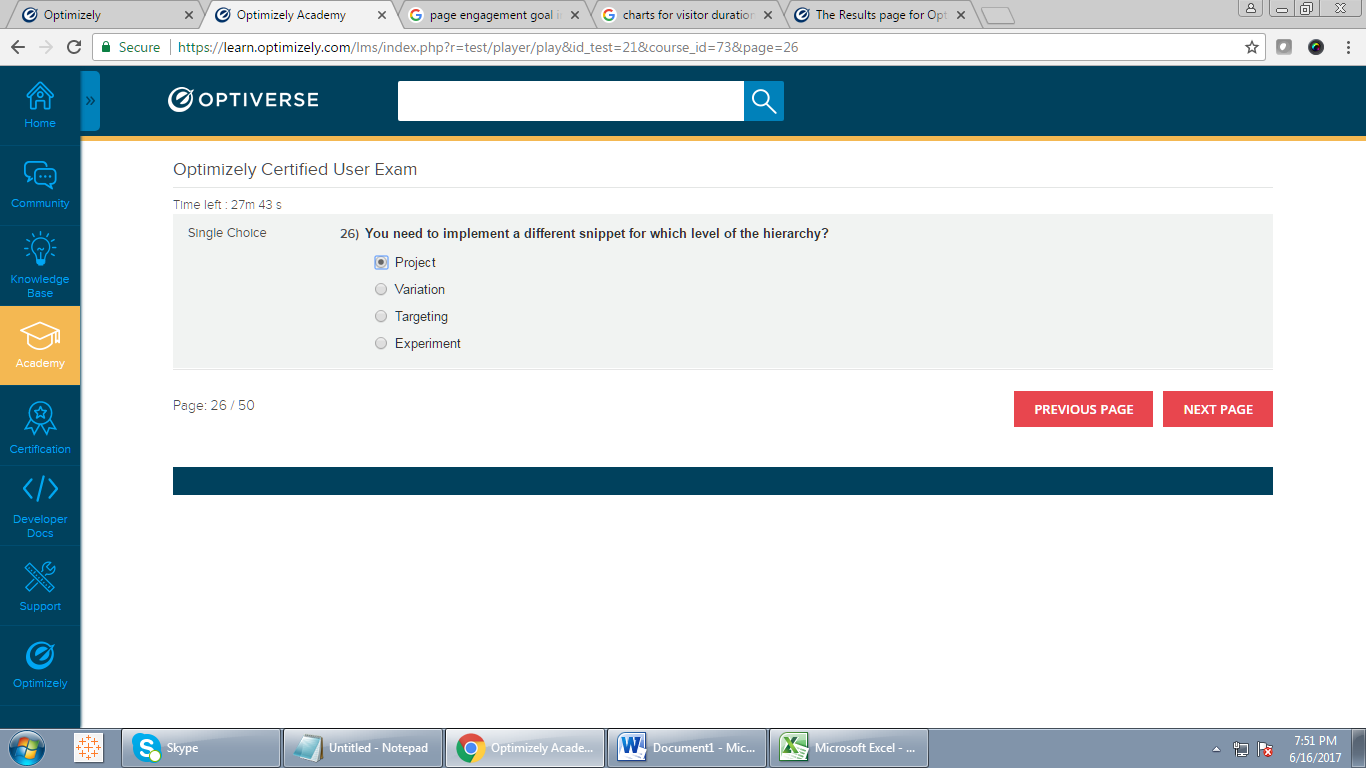 Optimizely
Optimizely Academy
page engagement goal in
charts for visitor duration
The Results page for Opt
Secure
https://learn.optimizely.com/lms/index.php?r=test/player/play&id_test=21&course_id=73&page=26
»
OPTIVERSE
Home
Community
Knowledge
Base
Academy
Certification
Developer
Docs
Support
Optimizely
Optimizely Certified User Exam
Time left : 27m 43 s
Single Choice
26) You need to implement a different snippet for which level of the hierarchy?
Project
Variation
Targeting
Experiment
Page: 26 / 50
PREVIOUS PAGE
NEXT PAGE
Skype
Untitled - Notepad
Optimizely Acade...
Document1 - Mic...
Microsoft Excel - ...
7:51 PM
6/16/2017